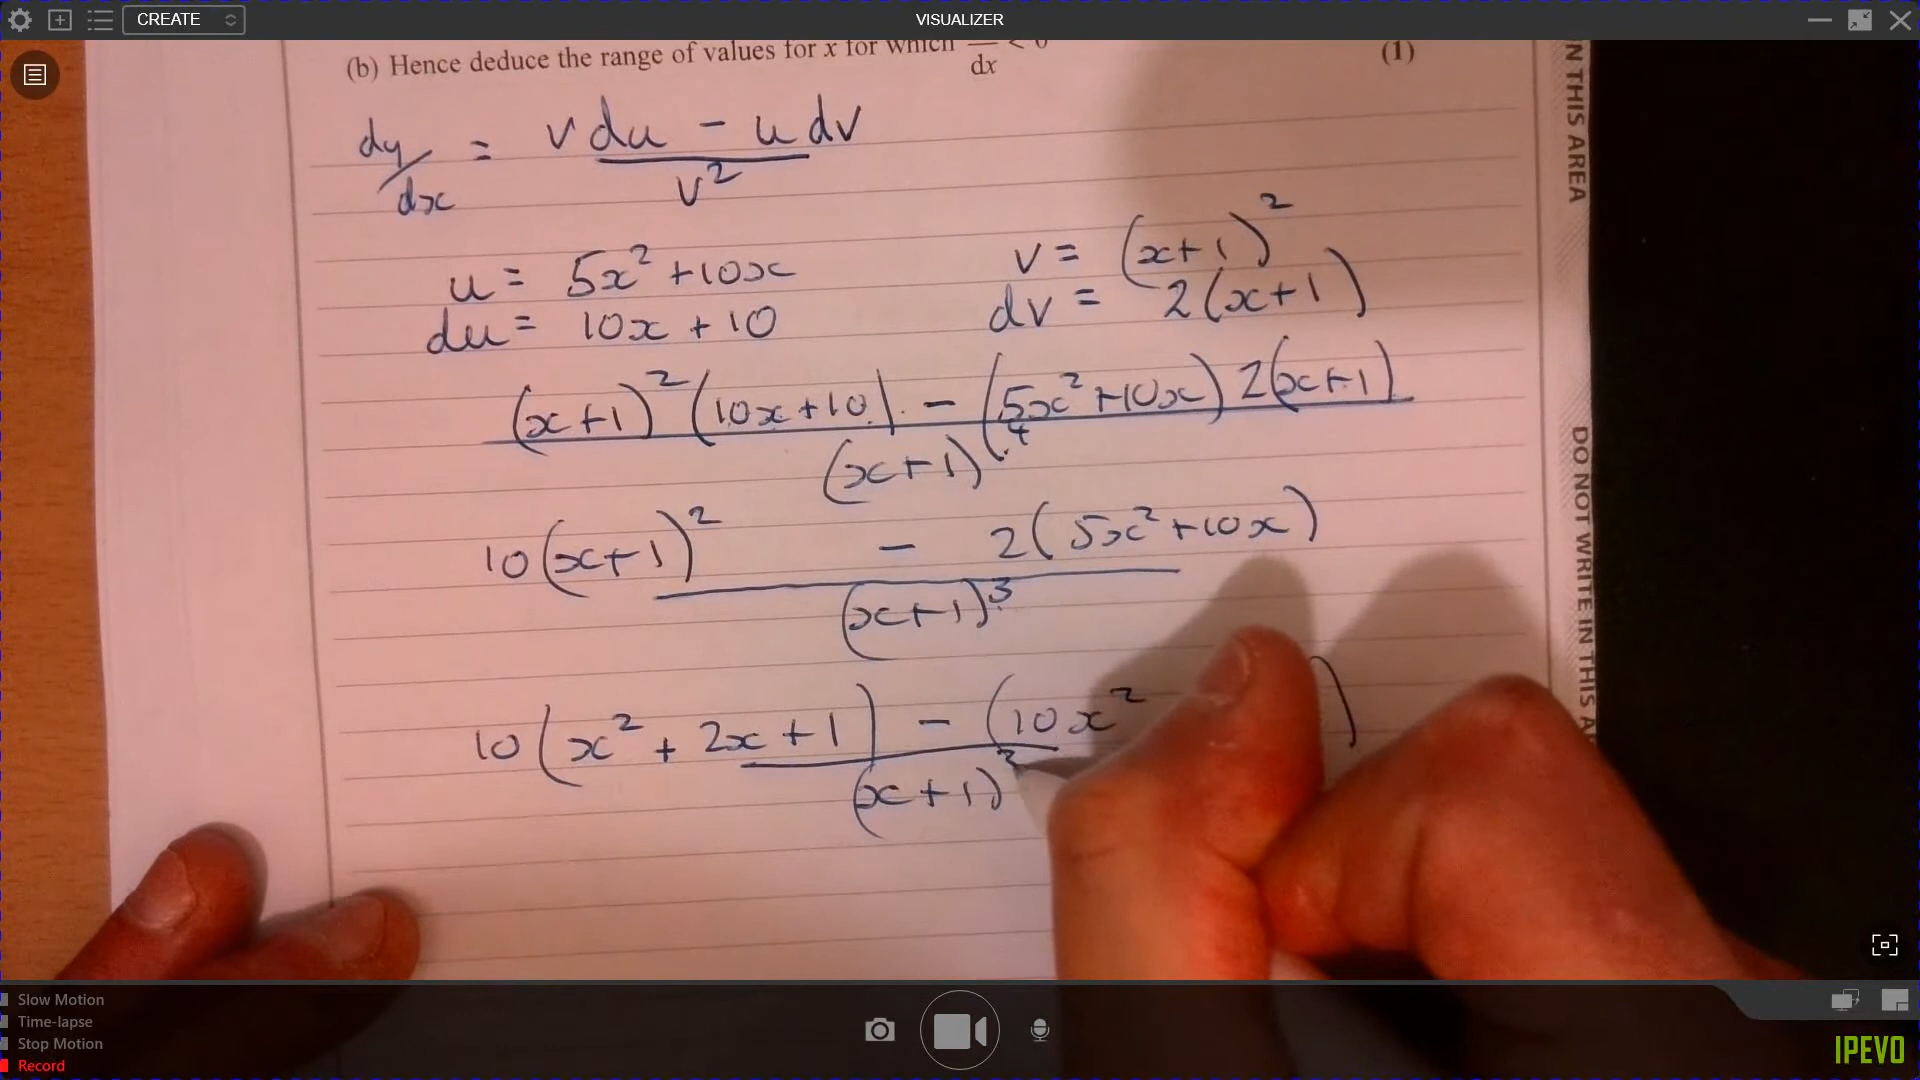 CREATE
VISUALIZER
(b) Hence deduce the range of values for x for which — < 0
dx
(1)
dy/dx = v du - u dv
v²
u = 5x² + 10x
v = (x+1)²
du = 10x + 10
dv = 2(x+1)
(x+1)² (10x+10) - (5x²+10x) 2(x+1)
(x+1)⁴
10(x+1)² - 2(5x²+10x)
(x+1)³
10(x² + 2x + 1) - (10x² )
(x+1)
N THIS AREA
DO NOT WRITE IN THIS A
Slow Motion
Time-lapse
Stop Motion
Record
IPEVO